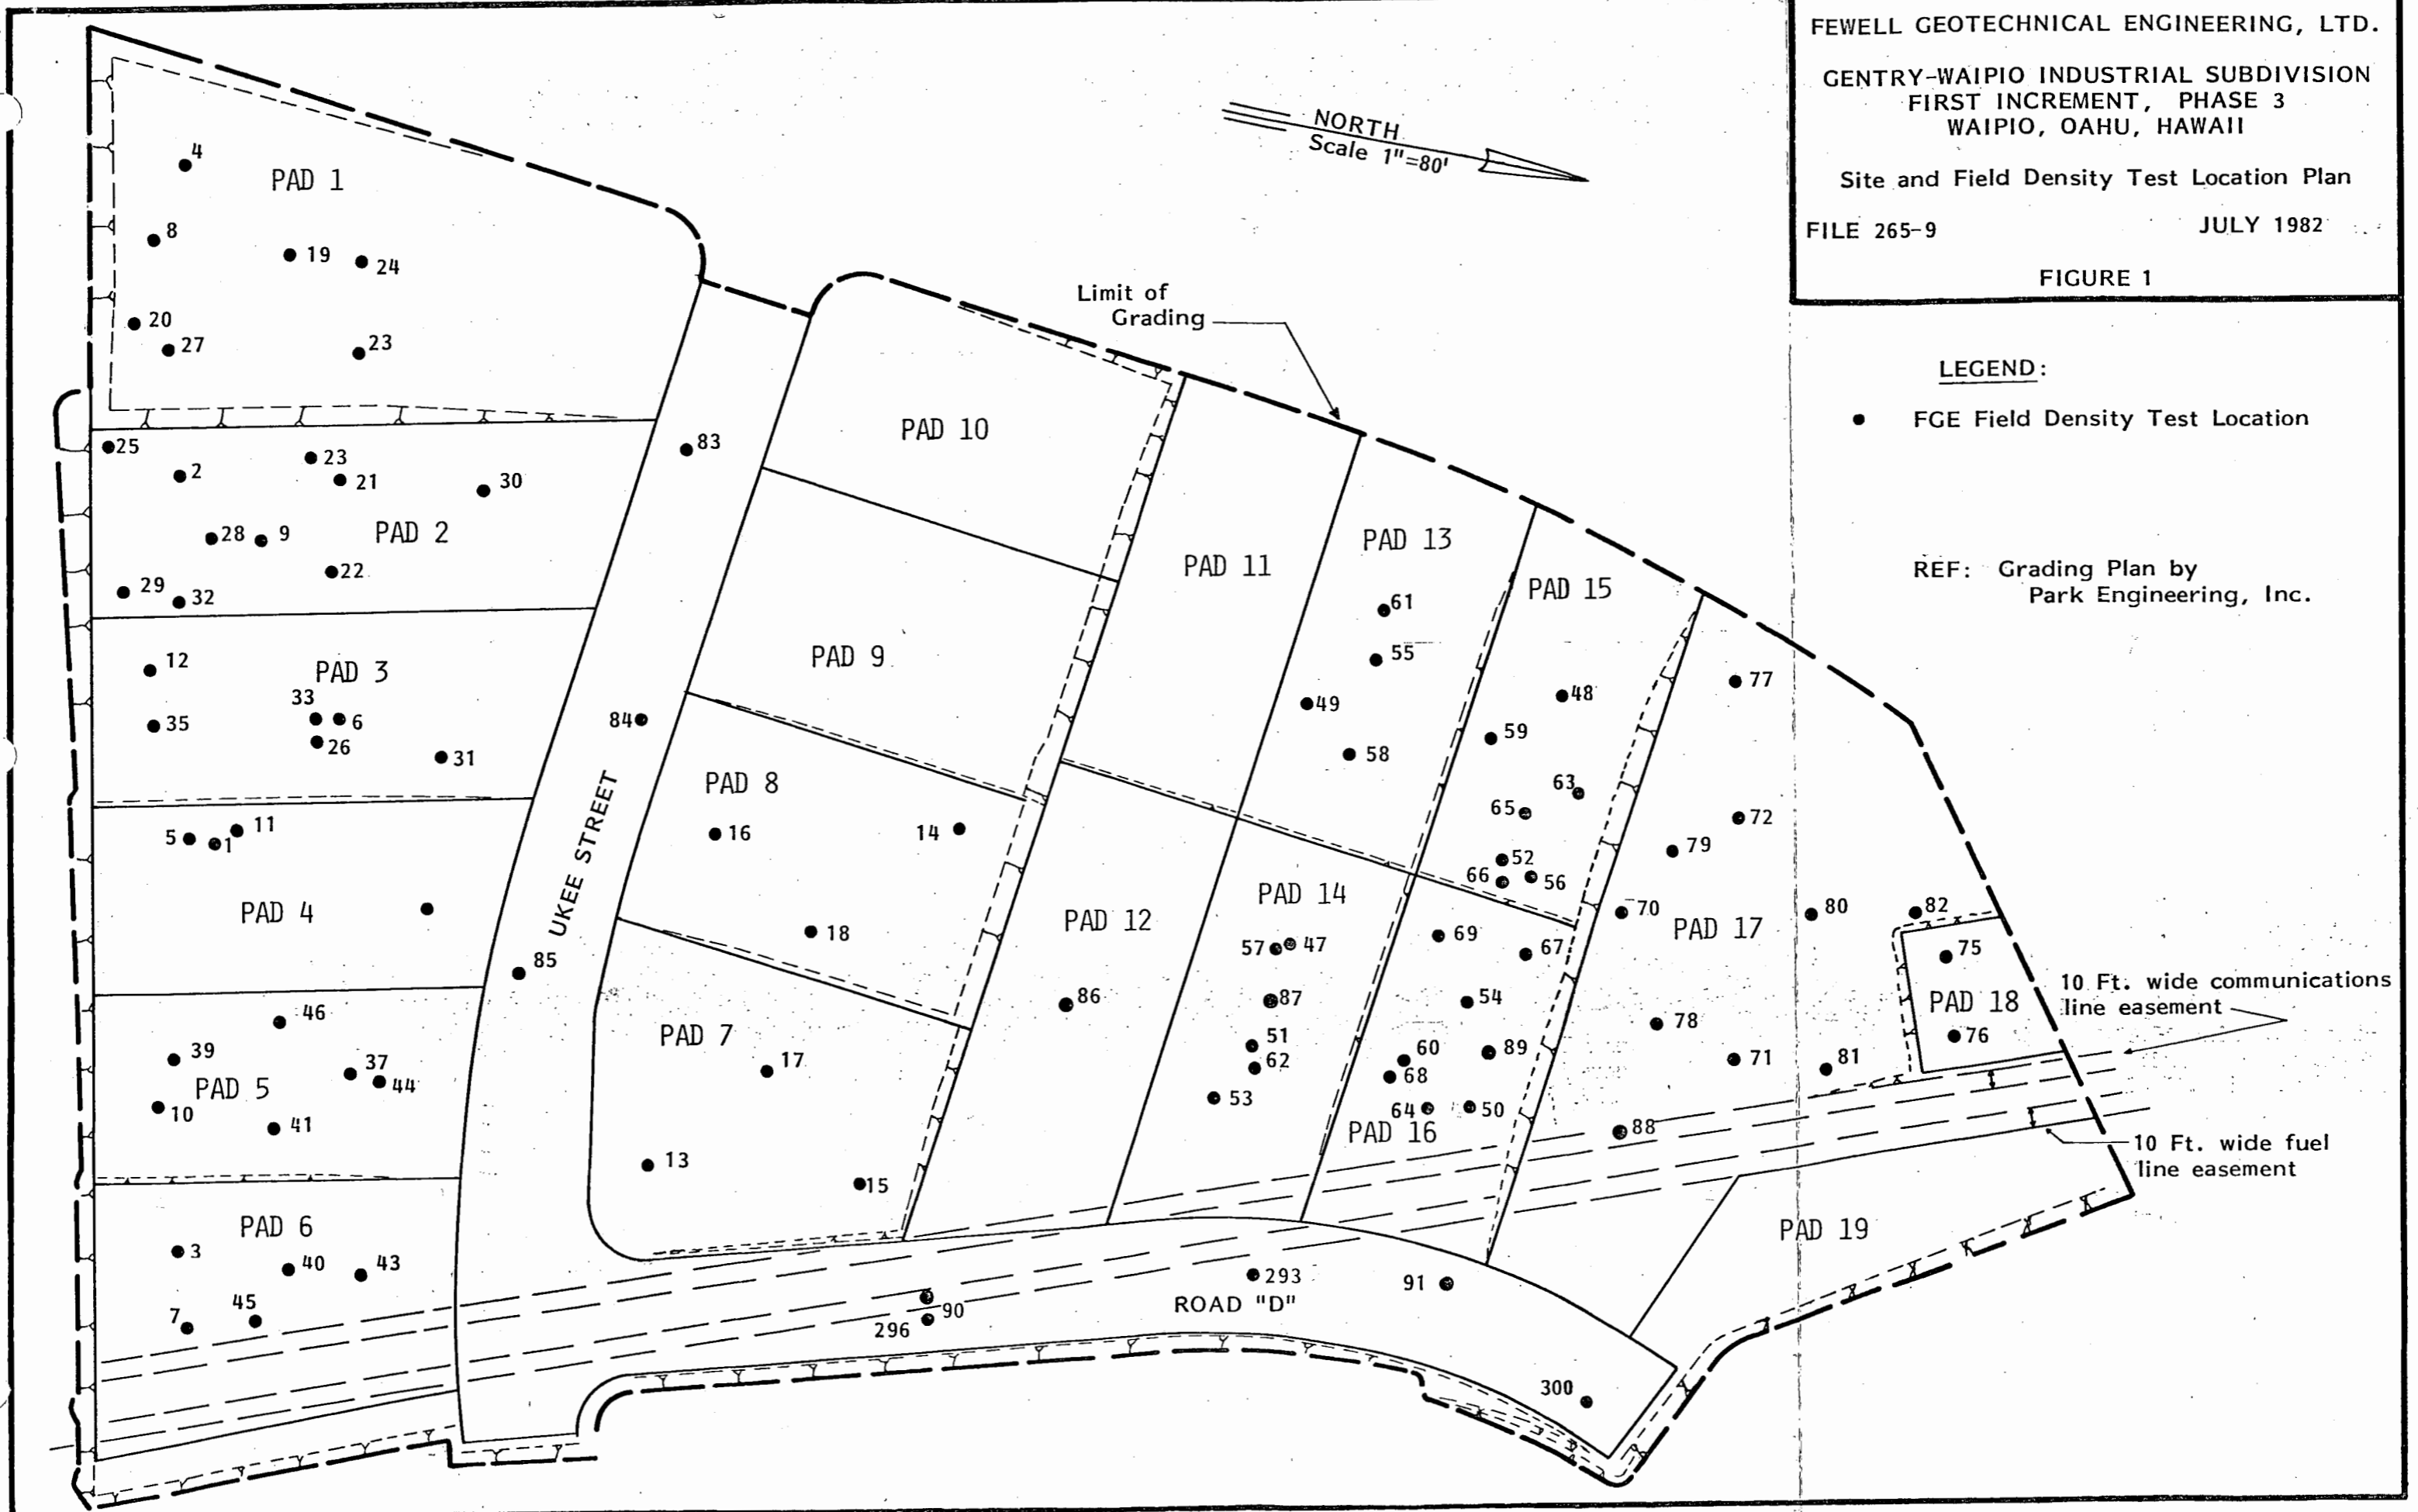 FEWELL GEOTECHNICAL ENGINEERING, LTD.
GENTRY-WAIPIO INDUSTRIAL SUBDIVISION
FIRST INCREMENT, PHASE 3
WAIPIO, OAHU, HAWAII
Site and Field Density Test Location Plan
FILE 265-9 JULY 1982
FIGURE 1
LEGEND:
FGE Field Density Test Location
REF: Grading Plan by
Park Engineering, Inc.
NORTH
Scale 1"=80'
Limit of
Grading
PAD 1
4
8
19
24
20
27
23
PAD 2
25
2
23
21
30
28
9
22
29
32
PAD 3
12
33
6
35
26
31
PAD 4
5
1
11
PAD 5
46
39
37
44
10
41
PAD 6
3
40
43
7
45
UKEE STREET
83
84
85
PAD 10
PAD 9
PAD 8
16
14
18
PAD 7
17
13
15
PAD 11
PAD 12
86
PAD 13
61
55
49
58
PAD 14
57
47
87
51
62
53
PAD 15
48
59
63
65
52
66
56
PAD 16
69
67
54
60
89
68
64
50
PAD 17
77
72
79
70
80
82
78
71
81
88
PAD 18
75
76
PAD 19
10 Ft. wide communications
line easement
10 Ft. wide fuel
line easement
ROAD "D"
90
296
293
91
300